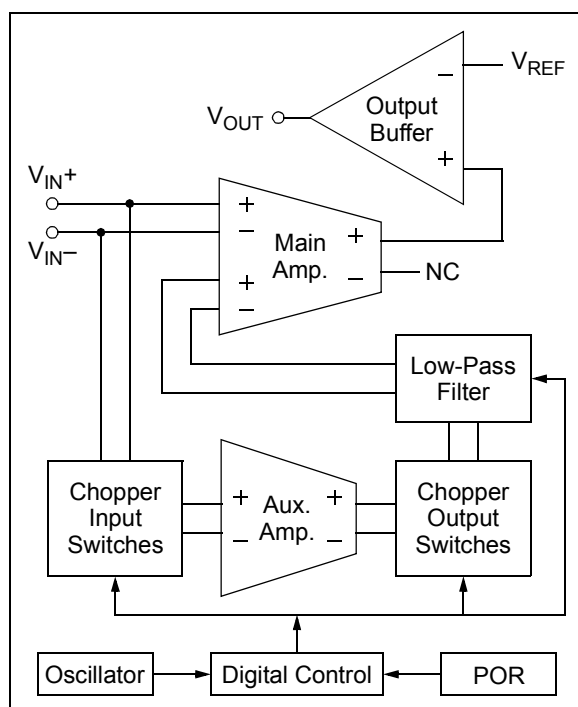 V_REF
−
Output
Buffer
V_OUT
+
V_IN+
V_IN−
+
−
Main
Amp.
+
−
+
−
NC
Low-Pass
Filter
Chopper
Input
Switches
+
−
Aux.
Amp.
+
−
Chopper
Output
Switches
Oscillator
Digital Control
POR